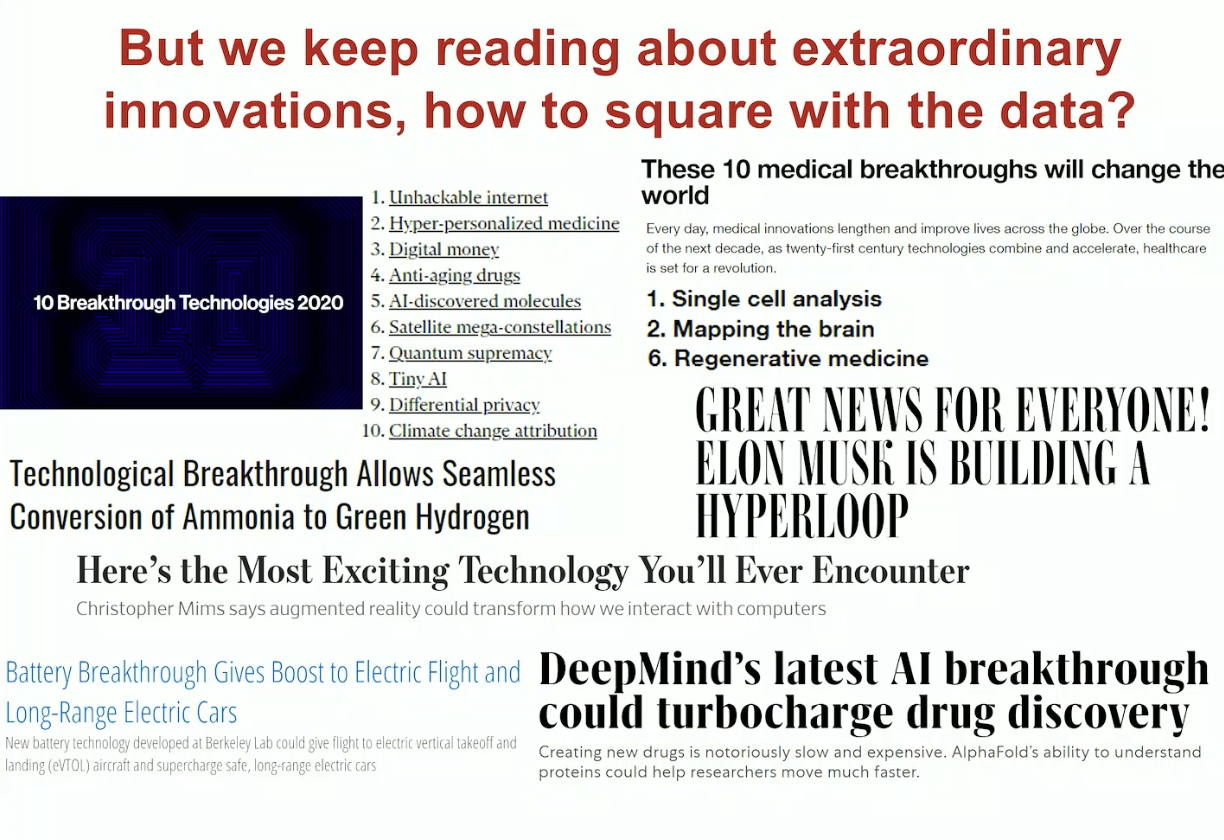 But we keep reading about extraordinary
innovations, how to square with the data?
10 Breakthrough Technologies 2020
1. Unhackable internet
2. Hyper-personalized medicine
3. Digital money
4. Anti-aging drugs
5. AI-discovered molecules
6. Satellite mega-constellations
7. Quantum supremacy
8. Tiny AI
9. Differential privacy
10. Climate change attribution
These 10 medical breakthroughs will change the
world
Every day, medical innovations lengthen and improve lives across the globe. Over the course
of the next decade, as twenty-first century technologies combine and accelerate, healthcare
is set for a revolution.
1. Single cell analysis
2. Mapping the brain
6. Regenerative medicine
GREAT NEWS FOR EVERYONE!
ELON MUSK IS BUILDING A
HYPERLOOP
Technological Breakthrough Allows Seamless
Conversion of Ammonia to Green Hydrogen
Here's the Most Exciting Technology You'll Ever Encounter
Christopher Mims says augmented reality could transform how we interact with computers
Battery Breakthrough Gives Boost to Electric Flight and
Long-Range Electric Cars
New battery technology developed at Berkeley Lab could give flight to electric vertical takeoff and
landing (eVTOL) aircraft and supercharge safe, long-range electric cars
DeepMind's latest AI breakthrough
could turbocharge drug discovery
Creating new drugs is notoriously slow and expensive. AlphaFold's ability to understand
proteins could help researchers move much faster.